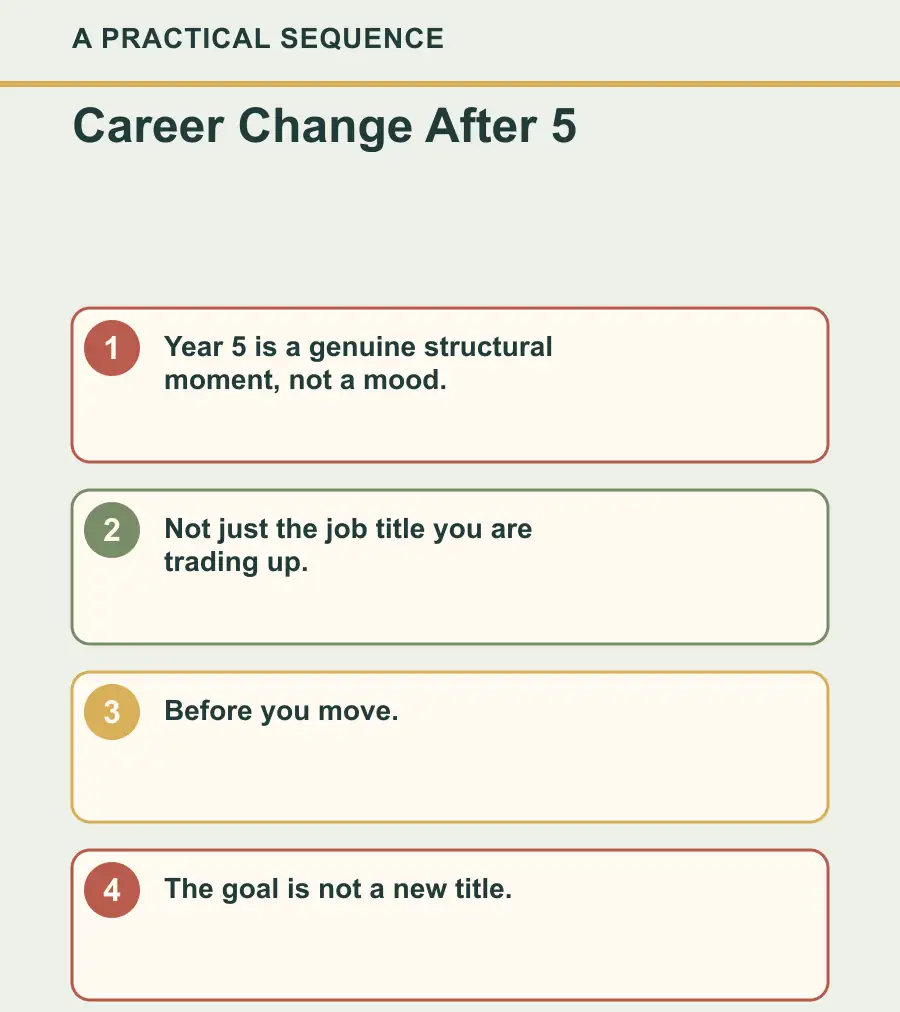 A PRACTICAL SEQUENCE
Career Change After 5
1
Year 5 is a genuine structural
moment, not a mood.
2
Not just the job title you are
trading up.
3
Before you move.
4
The goal is not a new title.